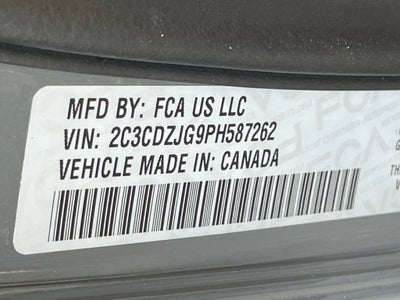 MFD BY: FCA US LLC
VIN: 2C3CDZJG9PH587262
VEHICLE MADE IN: CANADA